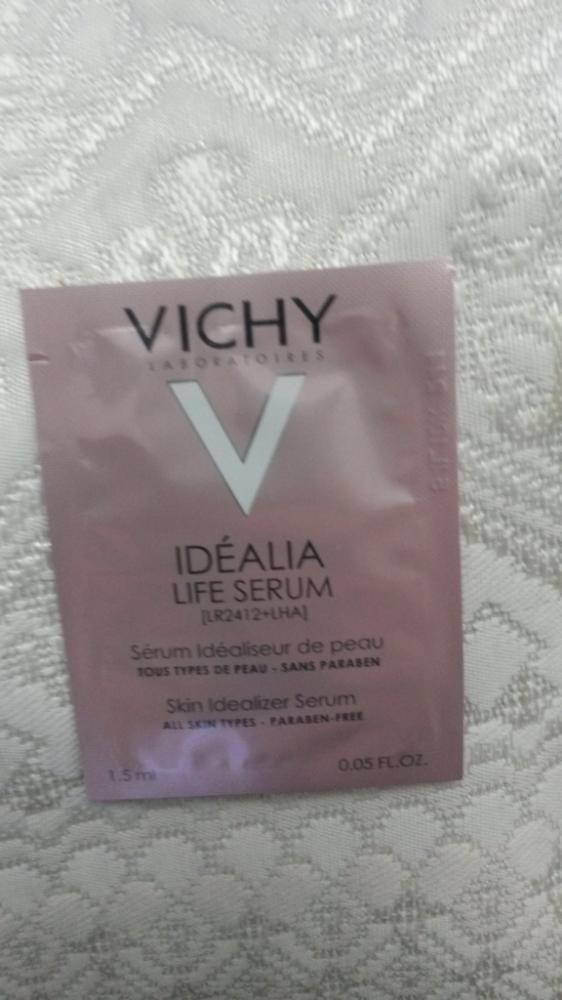 VICHY
LABORATOIRES
V
IDÉALIA
LIFE SERUM
[LR2412+LHA]
Sérum Idéaliseur de peau
TOUS TYPES DE PEAU - SANS PARABEN
Skin Idealizer Serum
ALL SKIN TYPES - PARABEN-FREE
1.5 ml 0.05 FL.OZ.